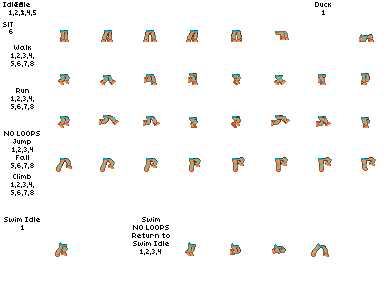 Idle
1,2,3,4,5
Duck
1
SIT
6
Walk
1,2,3,4,
5,6,7,8
Run
1,2,3,4,
5,6,7,8
NO LOOPS
Jump
1,2,3,4
Fall
5,6,7,8
Climb
1,2,3,4,
5,6,7,8
Swim Idle
1
Swim
NO LOOPS
Return to
Swim Idle
1,2,3,4